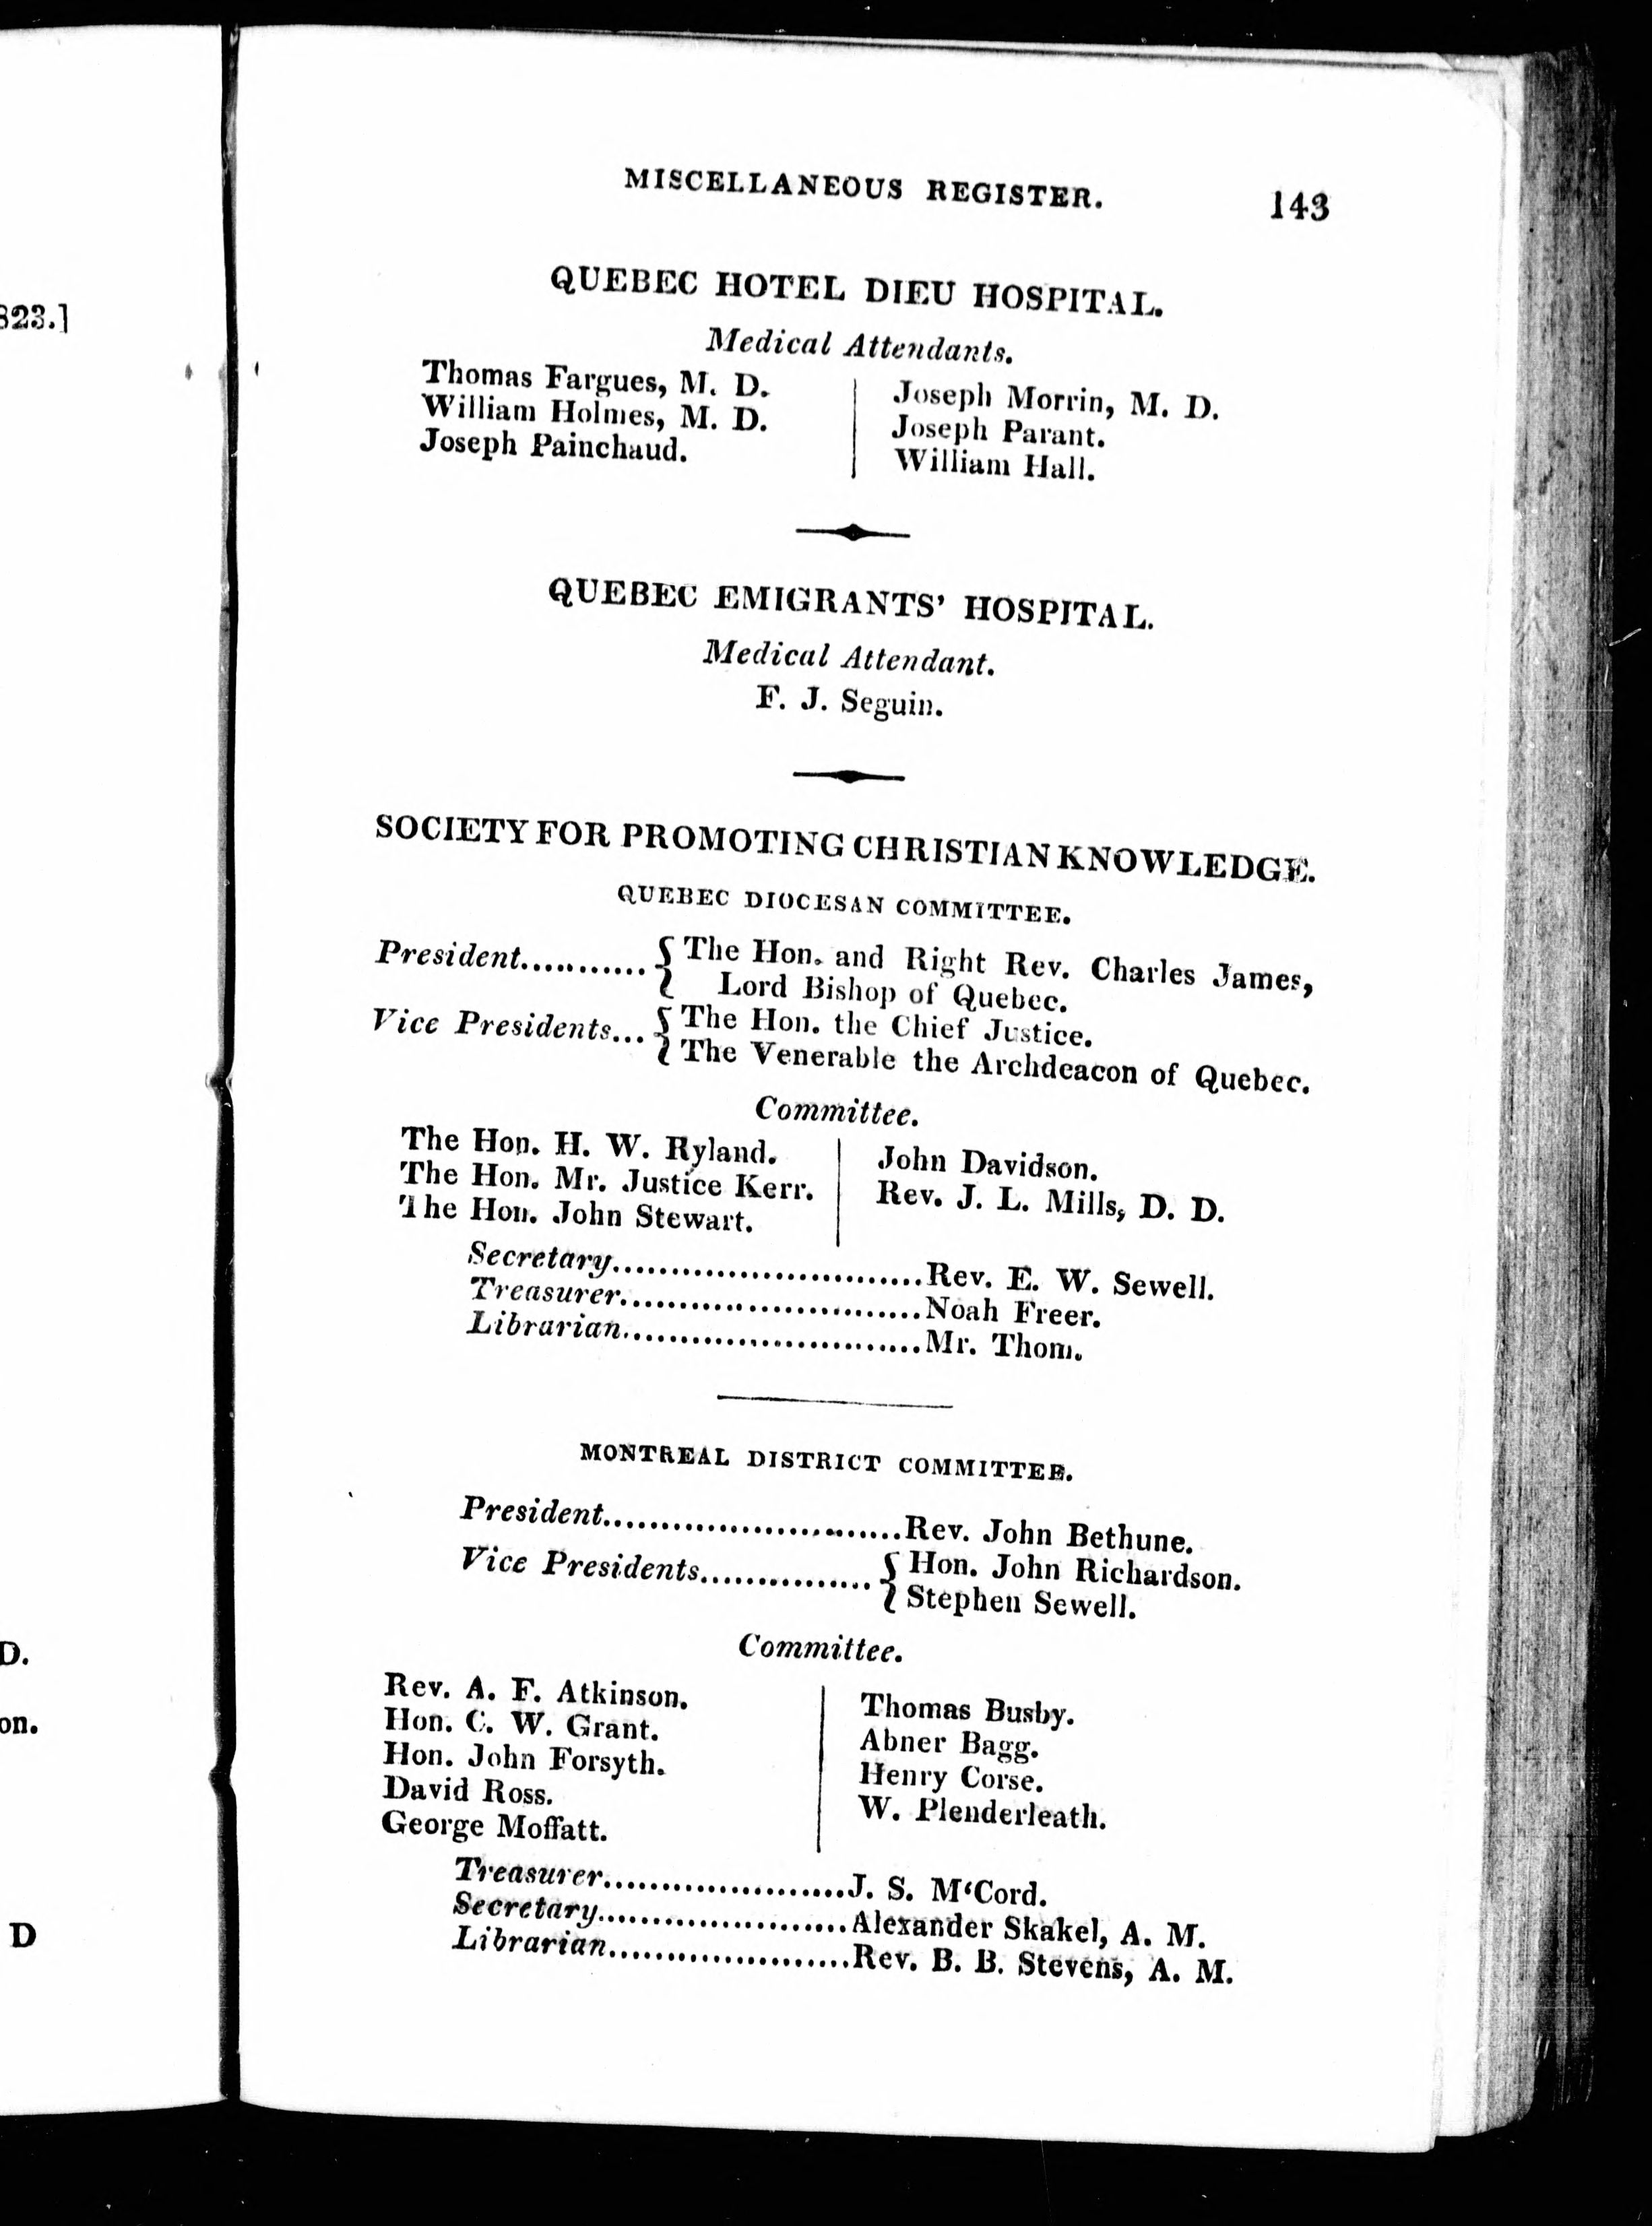 823.]
D.
on.
D
MISCELLANEOUS REGISTER. 143
QUEBEC HOTEL DIEU HOSPITAL.
Medical Attendants.
Thomas Fargues, M. D.
William Holmes, M. D.
Joseph Painchaud.
Joseph Morrin, M. D.
Joseph Parant.
William Hall.
QUEBEC EMIGRANTS' HOSPITAL.
Medical Attendant.
F. J. Seguin.
SOCIETY FOR PROMOTING CHRISTIAN KNOWLEDGE.
QUEBEC DIOCESAN COMMITTEE.
President........... { The Hon. and Right Rev. Charles James,
Lord Bishop of Quebec.
Vice Presidents... { The Hon. the Chief Justice.
The Venerable the Archdeacon of Quebec.
Committee.
The Hon. H. W. Ryland.
The Hon. Mr. Justice Kerr.
The Hon. John Stewart.
John Davidson.
Rev. J. L. Mills, D. D.
Secretary...........................Rev. E. W. Sewell.
Treasurer..........................Noah Freer.
Librarian..........................Mr. Thom.
MONTREAL DISTRICT COMMITTEE.
President..........................Rev. John Bethune.
Vice Presidents............... { Hon. John Richardson.
Stephen Sewell.
Committee.
Rev. A. F. Atkinson.
Hon. C. W. Grant.
Hon. John Forsyth.
David Ross.
George Moffatt.
Thomas Busby.
Abner Bagg.
Henry Corse.
W. Plenderleath.
Treasurer.....................J. S. M‘Cord.
Secretary......................Alexander Skakel, A. M.
Librarian.....................Rev. B. B. Stevens, A. M.